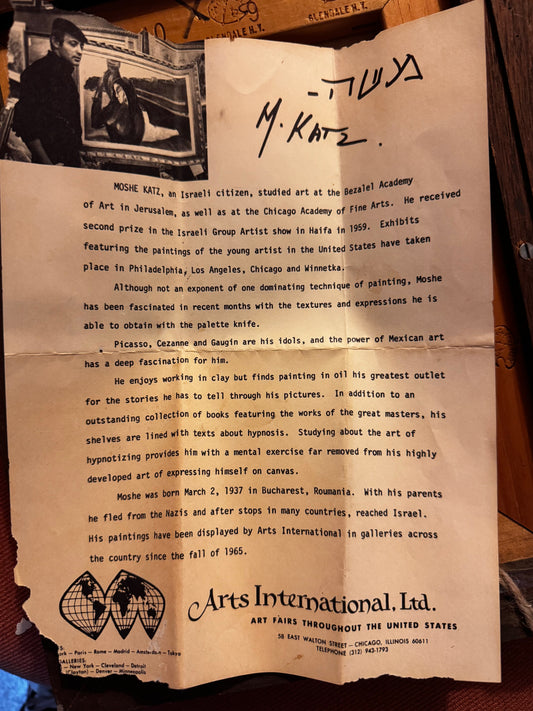 GLENDALE N.Y.
GLENDALE N.Y.
משה-
M. KATZ.
MOSHE KATZ, an Israeli citizen, studied art at the Bezalel Academy
of Art in Jerusalem, as well as at the Chicago Academy of Fine Arts. He received
second prize in the Israeli Group Artist show in Haifa in 1959. Exhibits
featuring the paintings of the young artist in the United States have taken
place in Philadelphia, Los Angeles, Chicago and Winnetka.
Although not an exponent of one dominating technique of painting, Moshe
has been fascinated in recent months with the textures and expressions he is
able to obtain with the palette knife.
Picasso, Cezanne and Gaugin are his idols, and the power of Mexican art
has a deep fascination for him.
He enjoys working in clay but finds painting in oil his greatest outlet
for the stories he has to tell through his pictures. In addition to an
outstanding collection of books featuring the works of the great masters, his
shelves are lined with texts about hypnosis. Studying about the art of
hypnotizing provides him with a mental exercise far removed from his highly
developed art of expressing himself on canvas.
Moshe was born March 2, 1937 in Bucharest, Roumania. With his parents
he fled from the Nazis and after stops in many countries, reached Israel.
His paintings have been displayed by Arts International in galleries across
the country since the fall of 1965.
Arts International, Ltd.
ART FAIRS THROUGHOUT THE UNITED STATES
58 EAST WALTON STREET – CHICAGO, ILLINOIS 60611
TELEPHONE (312) 943-1793
S:
ork – Paris – Rome – Madrid – Amsterdam – Tokyo
ALLERIES:
– New York – Cleveland – Detroit
(Clayton) – Denver – Minneapolis